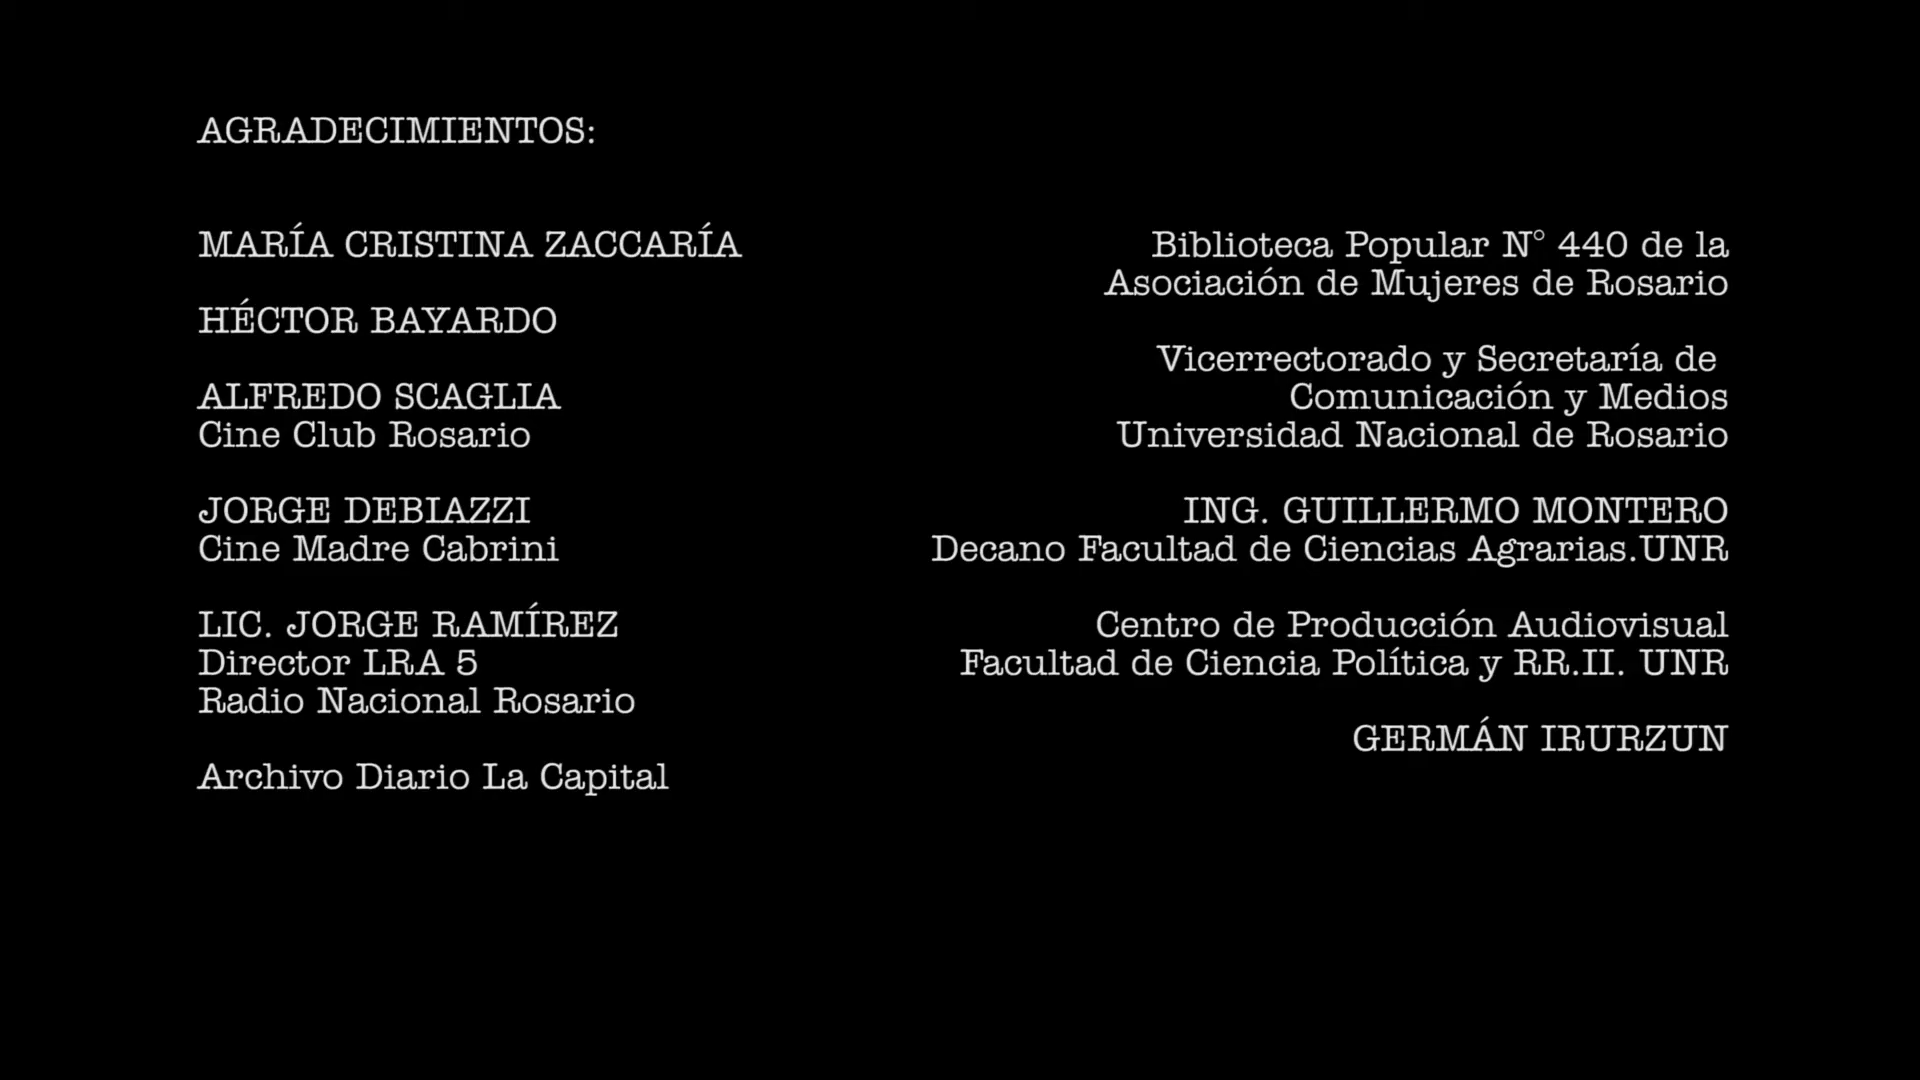 AGRADECIMIENTOS:
MARÍA CRISTINA ZACCARÍA
HÉCTOR BAYARDO
ALFREDO SCAGLIA
Cine Club Rosario
JORGE DEBIAZZI
Cine Madre Cabrini
LIC. JORGE RAMÍREZ
Director LRA 5
Radio Nacional Rosario
Archivo Diario La Capital
Biblioteca Popular N° 440 de la
Asociación de Mujeres de Rosario
Vicerrectorado y Secretaría de
Comunicación y Medios
Universidad Nacional de Rosario
ING. GUILLERMO MONTERO
Decano Facultad de Ciencias Agrarias.UNR
Centro de Producción Audiovisual
Facultad de Ciencia Política y RR.II. UNR
GERMÁN IRURZUN